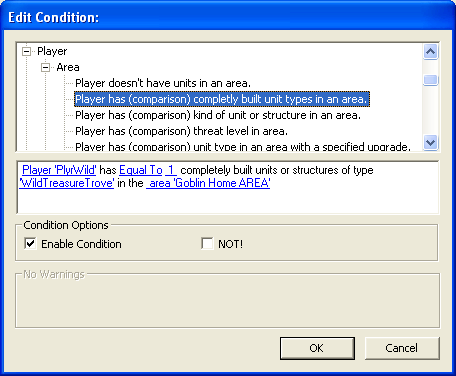 Edit Condition:
Player
Area
Player doesn't have units in an area.
Player has (comparison) completly built unit types in an area.
Player has (comparison) kind of unit or structure in an area.
Player has (comparison) threat level in area.
Player has (comparison) unit type in an area with a specified upgrade.
Player 'PlyrWild' has Equal To 1 completely built units or structures of type
'WildTreasureTrove' in the area 'Goblin Home AREA'
Condition Options
Enable Condition NOT!
No Warnings
OK Cancel